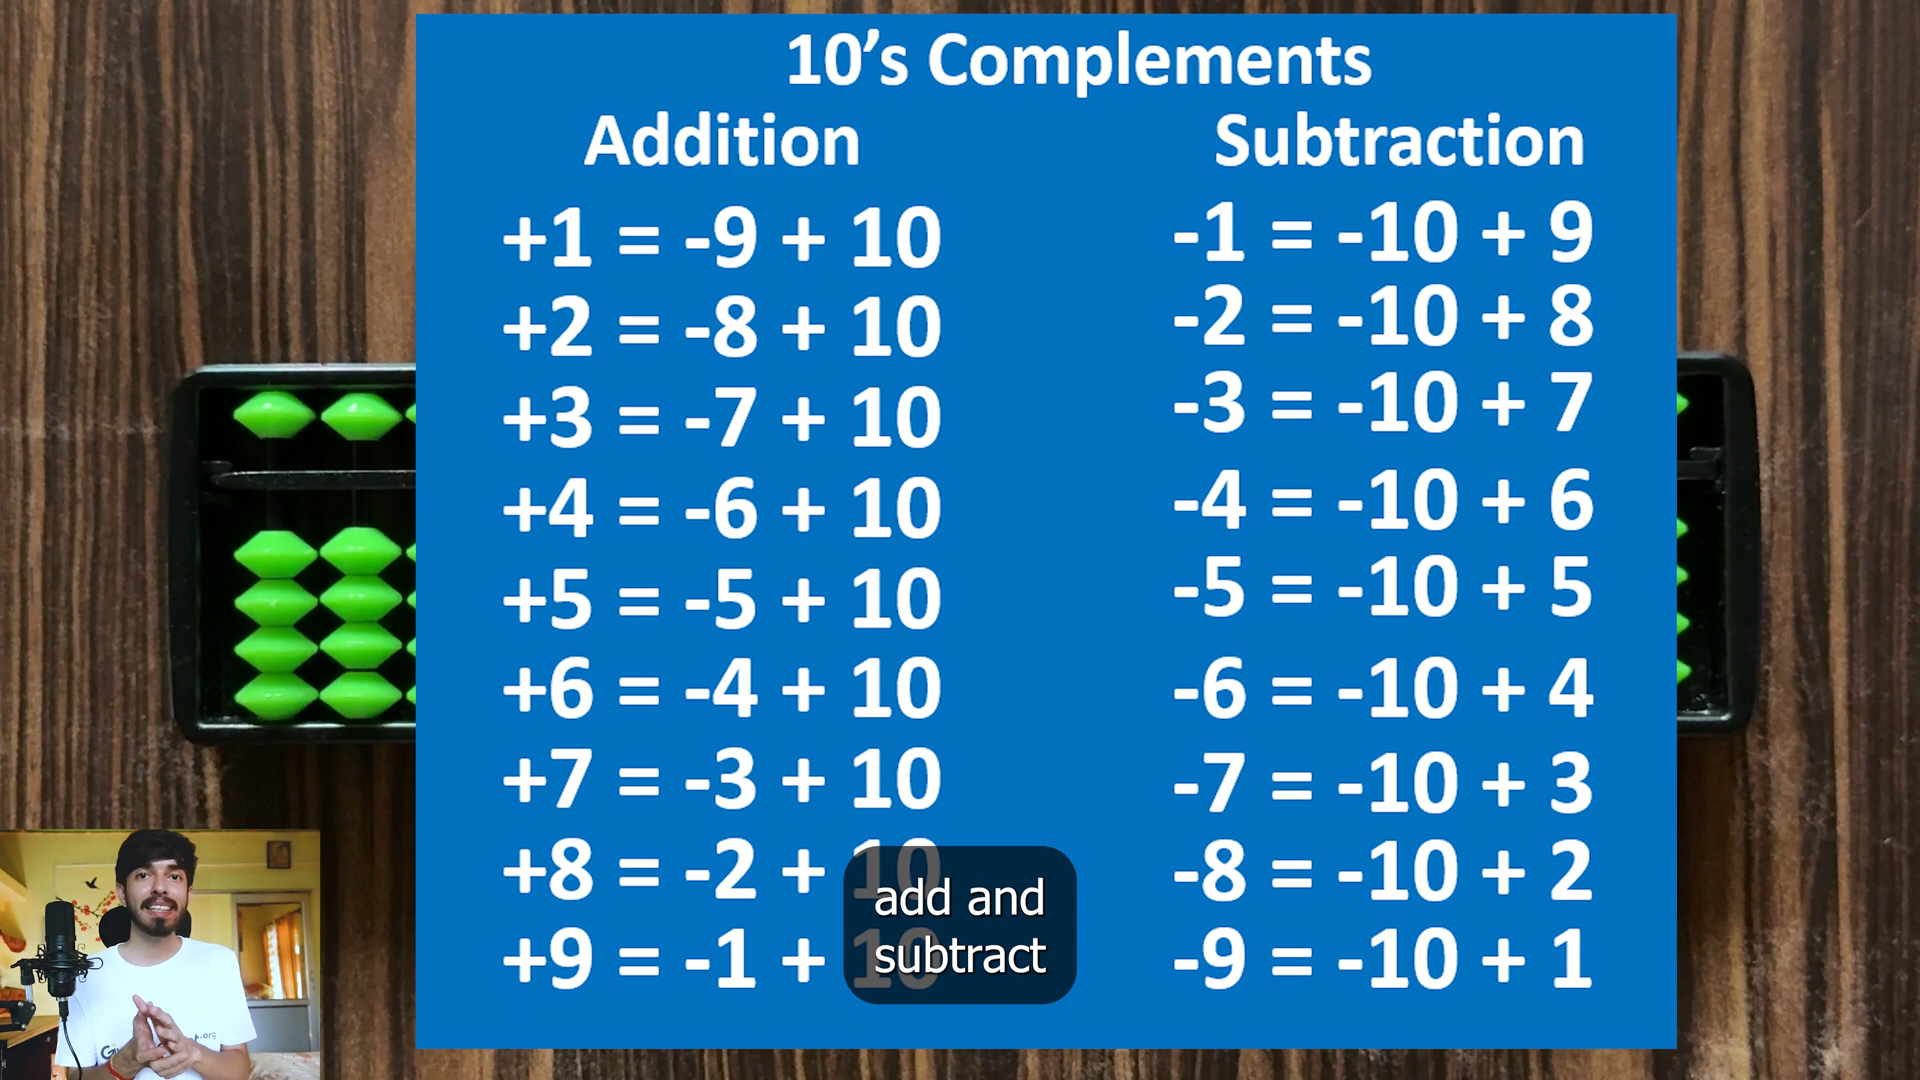 10's Complements
Addition
Subtraction
+1 = -9 + 10
-1 = -10 + 9
+2 = -8 + 10
-2 = -10 + 8
+3 = -7 + 10
-3 = -10 + 7
+4 = -6 + 10
-4 = -10 + 6
+5 = -5 + 10
-5 = -10 + 5
+6 = -4 + 10
-6 = -10 + 4
+7 = -3 + 10
-7 = -10 + 3
+8 = -2 + 10
-8 = -10 + 2
+9 = -1 + 10
-9 = -10 + 1
add and
subtract